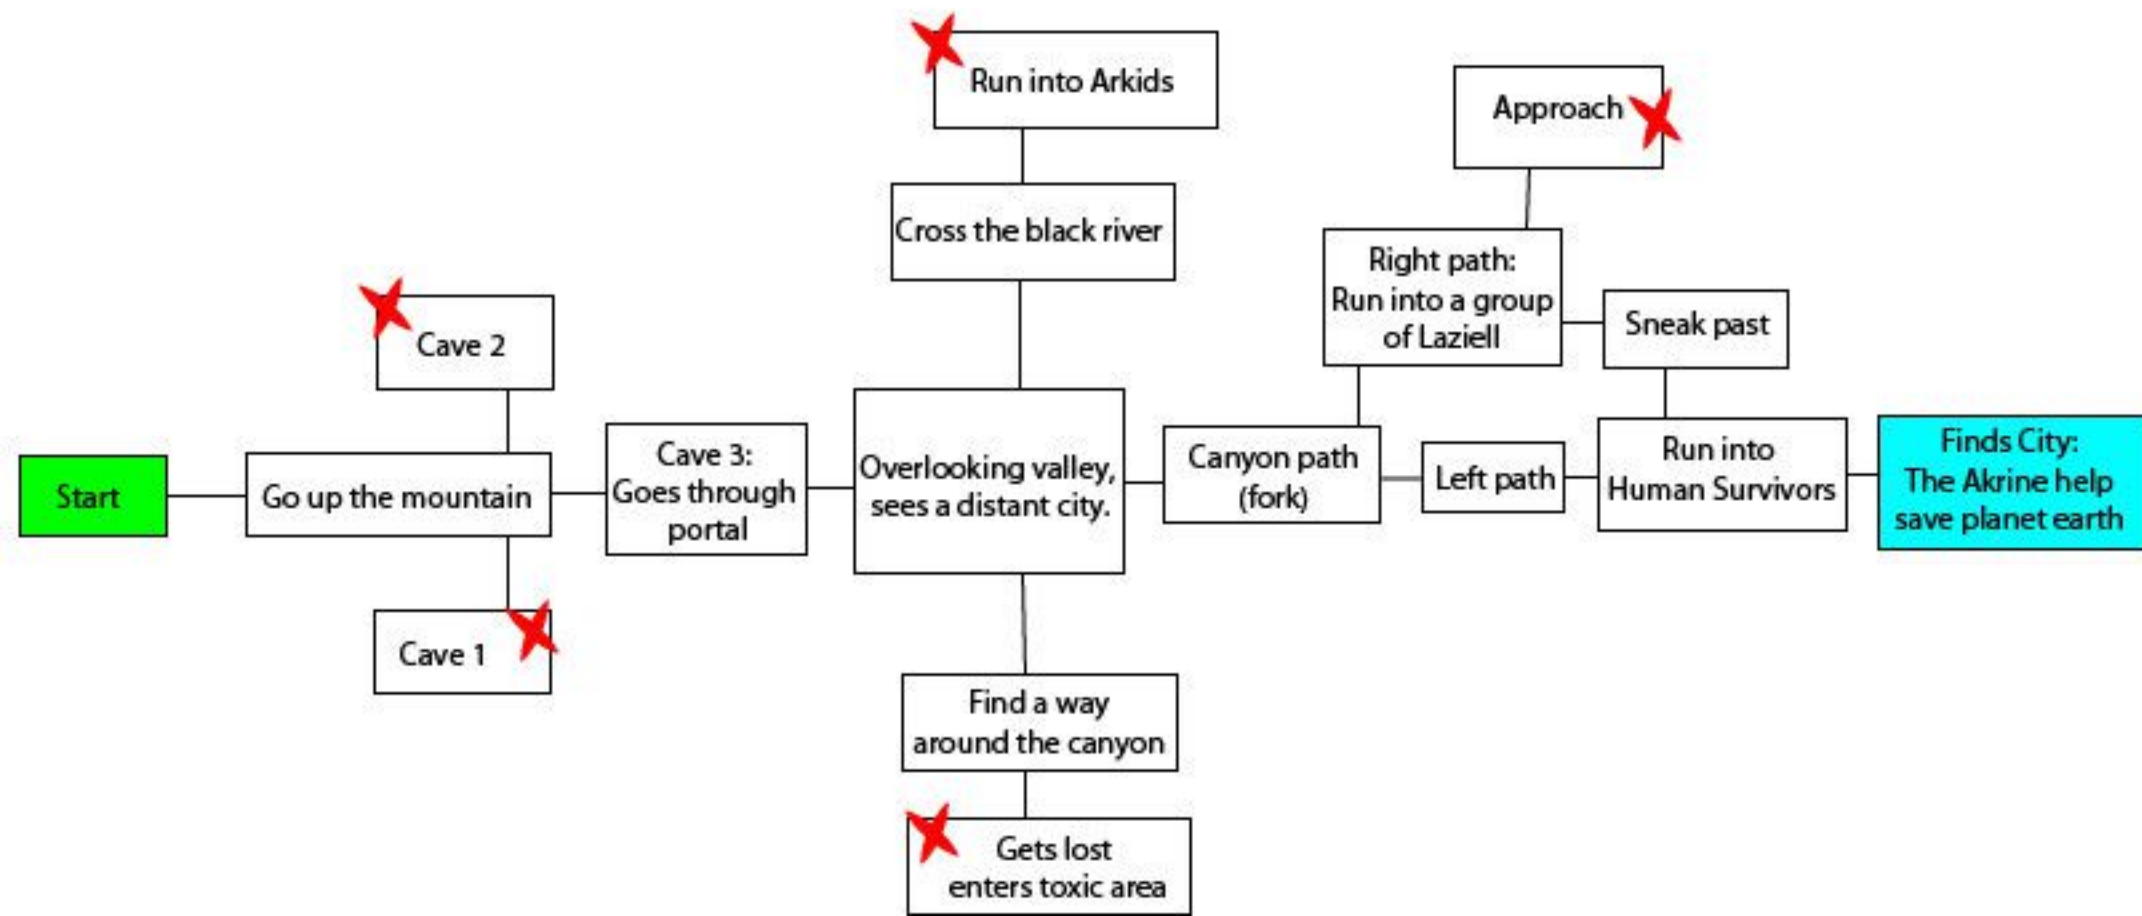 Start
Go up the mountain
Cave 2
Cave 1
Cave 3:
Goes through
portal
Overlooking valley,
sees a distant city.
Run into Arkids
Cross the black river
Find a way
around the canyon
Gets lost
enters toxic area
Canyon path
(fork)
Left path
Right path:
Run into a group
of Laziell
Approach
Sneak past
Run into
Human Survivors
Finds City:
The Akrine help
save planet earth